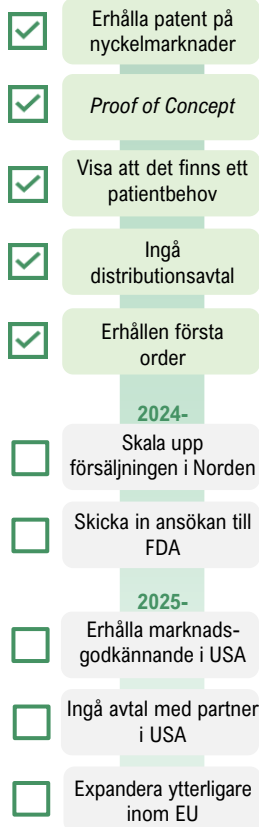 Erhålla patent på
nyckelmarknader
Proof of Concept
Visa att det finns ett
patientbehov
Ingå
distributionsavtal
Erhållen första
order
2024-
Skala upp
försäljningen i Norden
Skicka in ansökan till
FDA
2025-
Erhålla marknads-
godkännande i USA
Ingå avtal med partner
i USA
Expandera ytterligare
inom EU